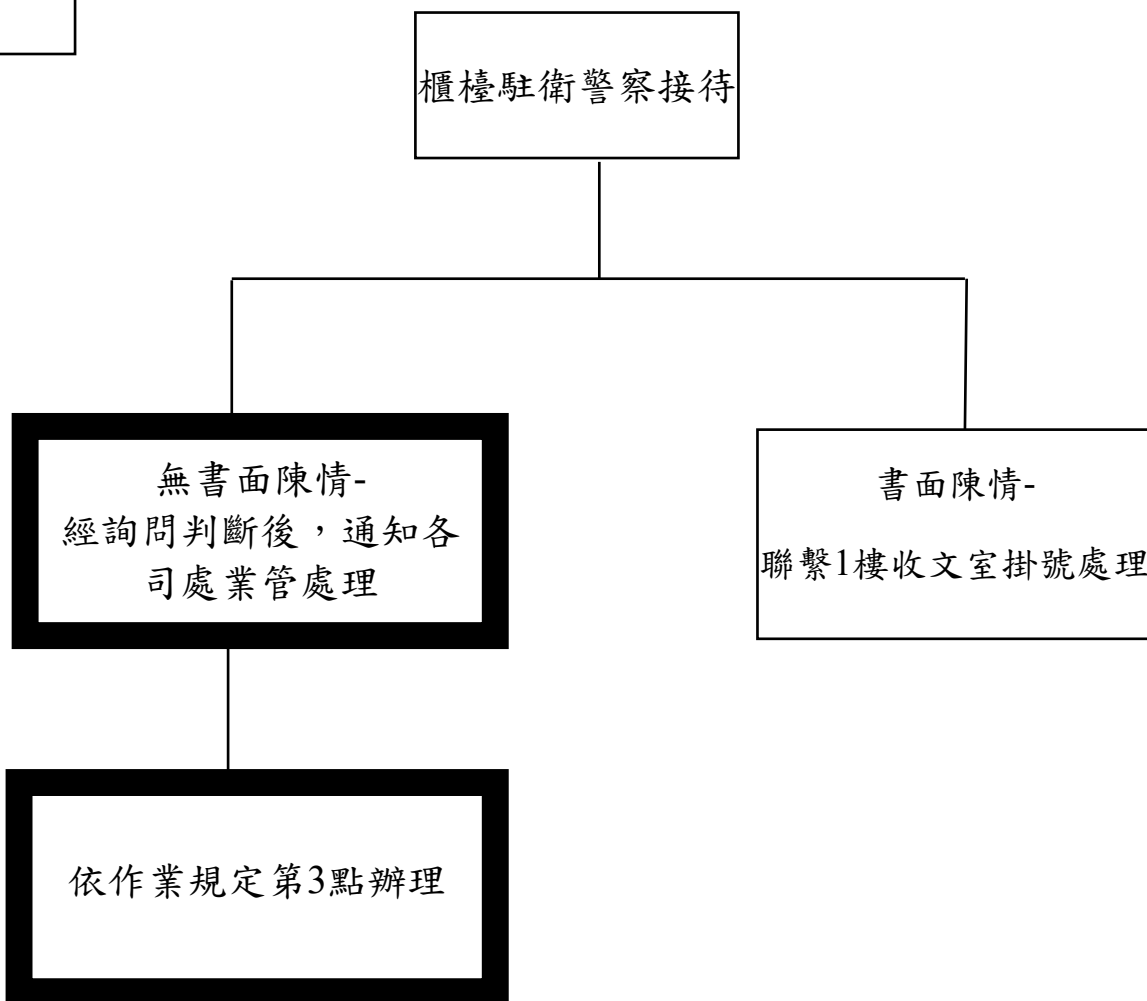 櫃檯駐衛警察接待
無書面陳情-
經詢問判斷後，通知各
司處業管處理
書面陳情-
聯繫1樓收文室掛號處理
依作業規定第3點辦理